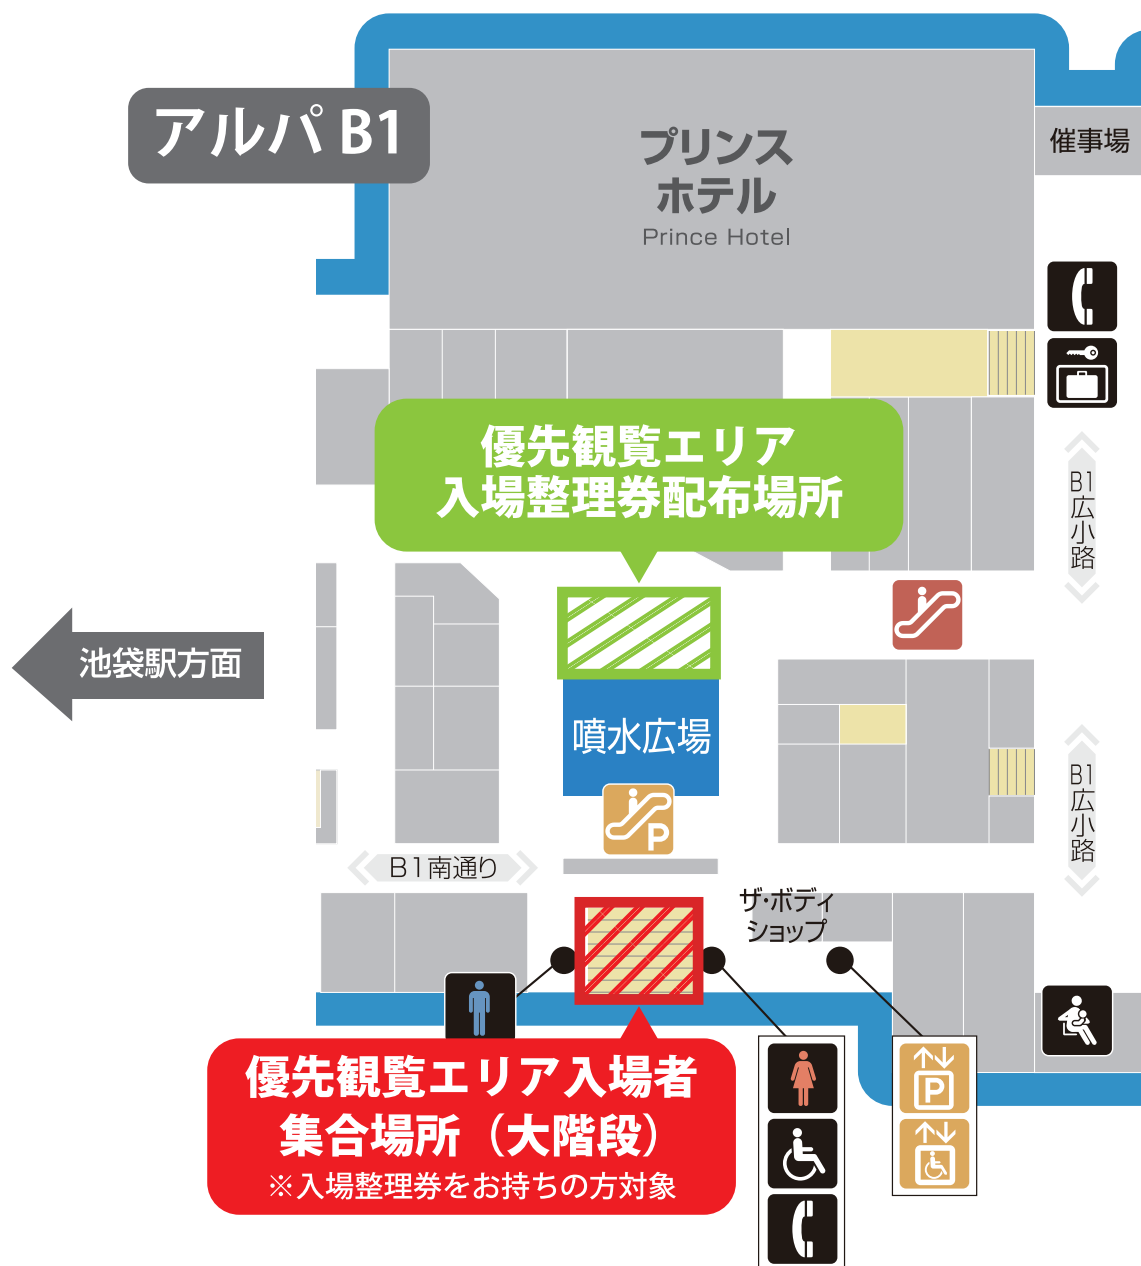 アルパ B1
プリンス
ホテル
Prince Hotel
催事場
優先観覧エリア
入場整理券配布場所
B1広小路
池袋駅方面
噴水広場
P
B1広小路
B1南通り
ザ・ボディ
ショップ
優先観覧エリア入場者
集合場所（大階段）
※入場整理券をお持ちの方対象
P